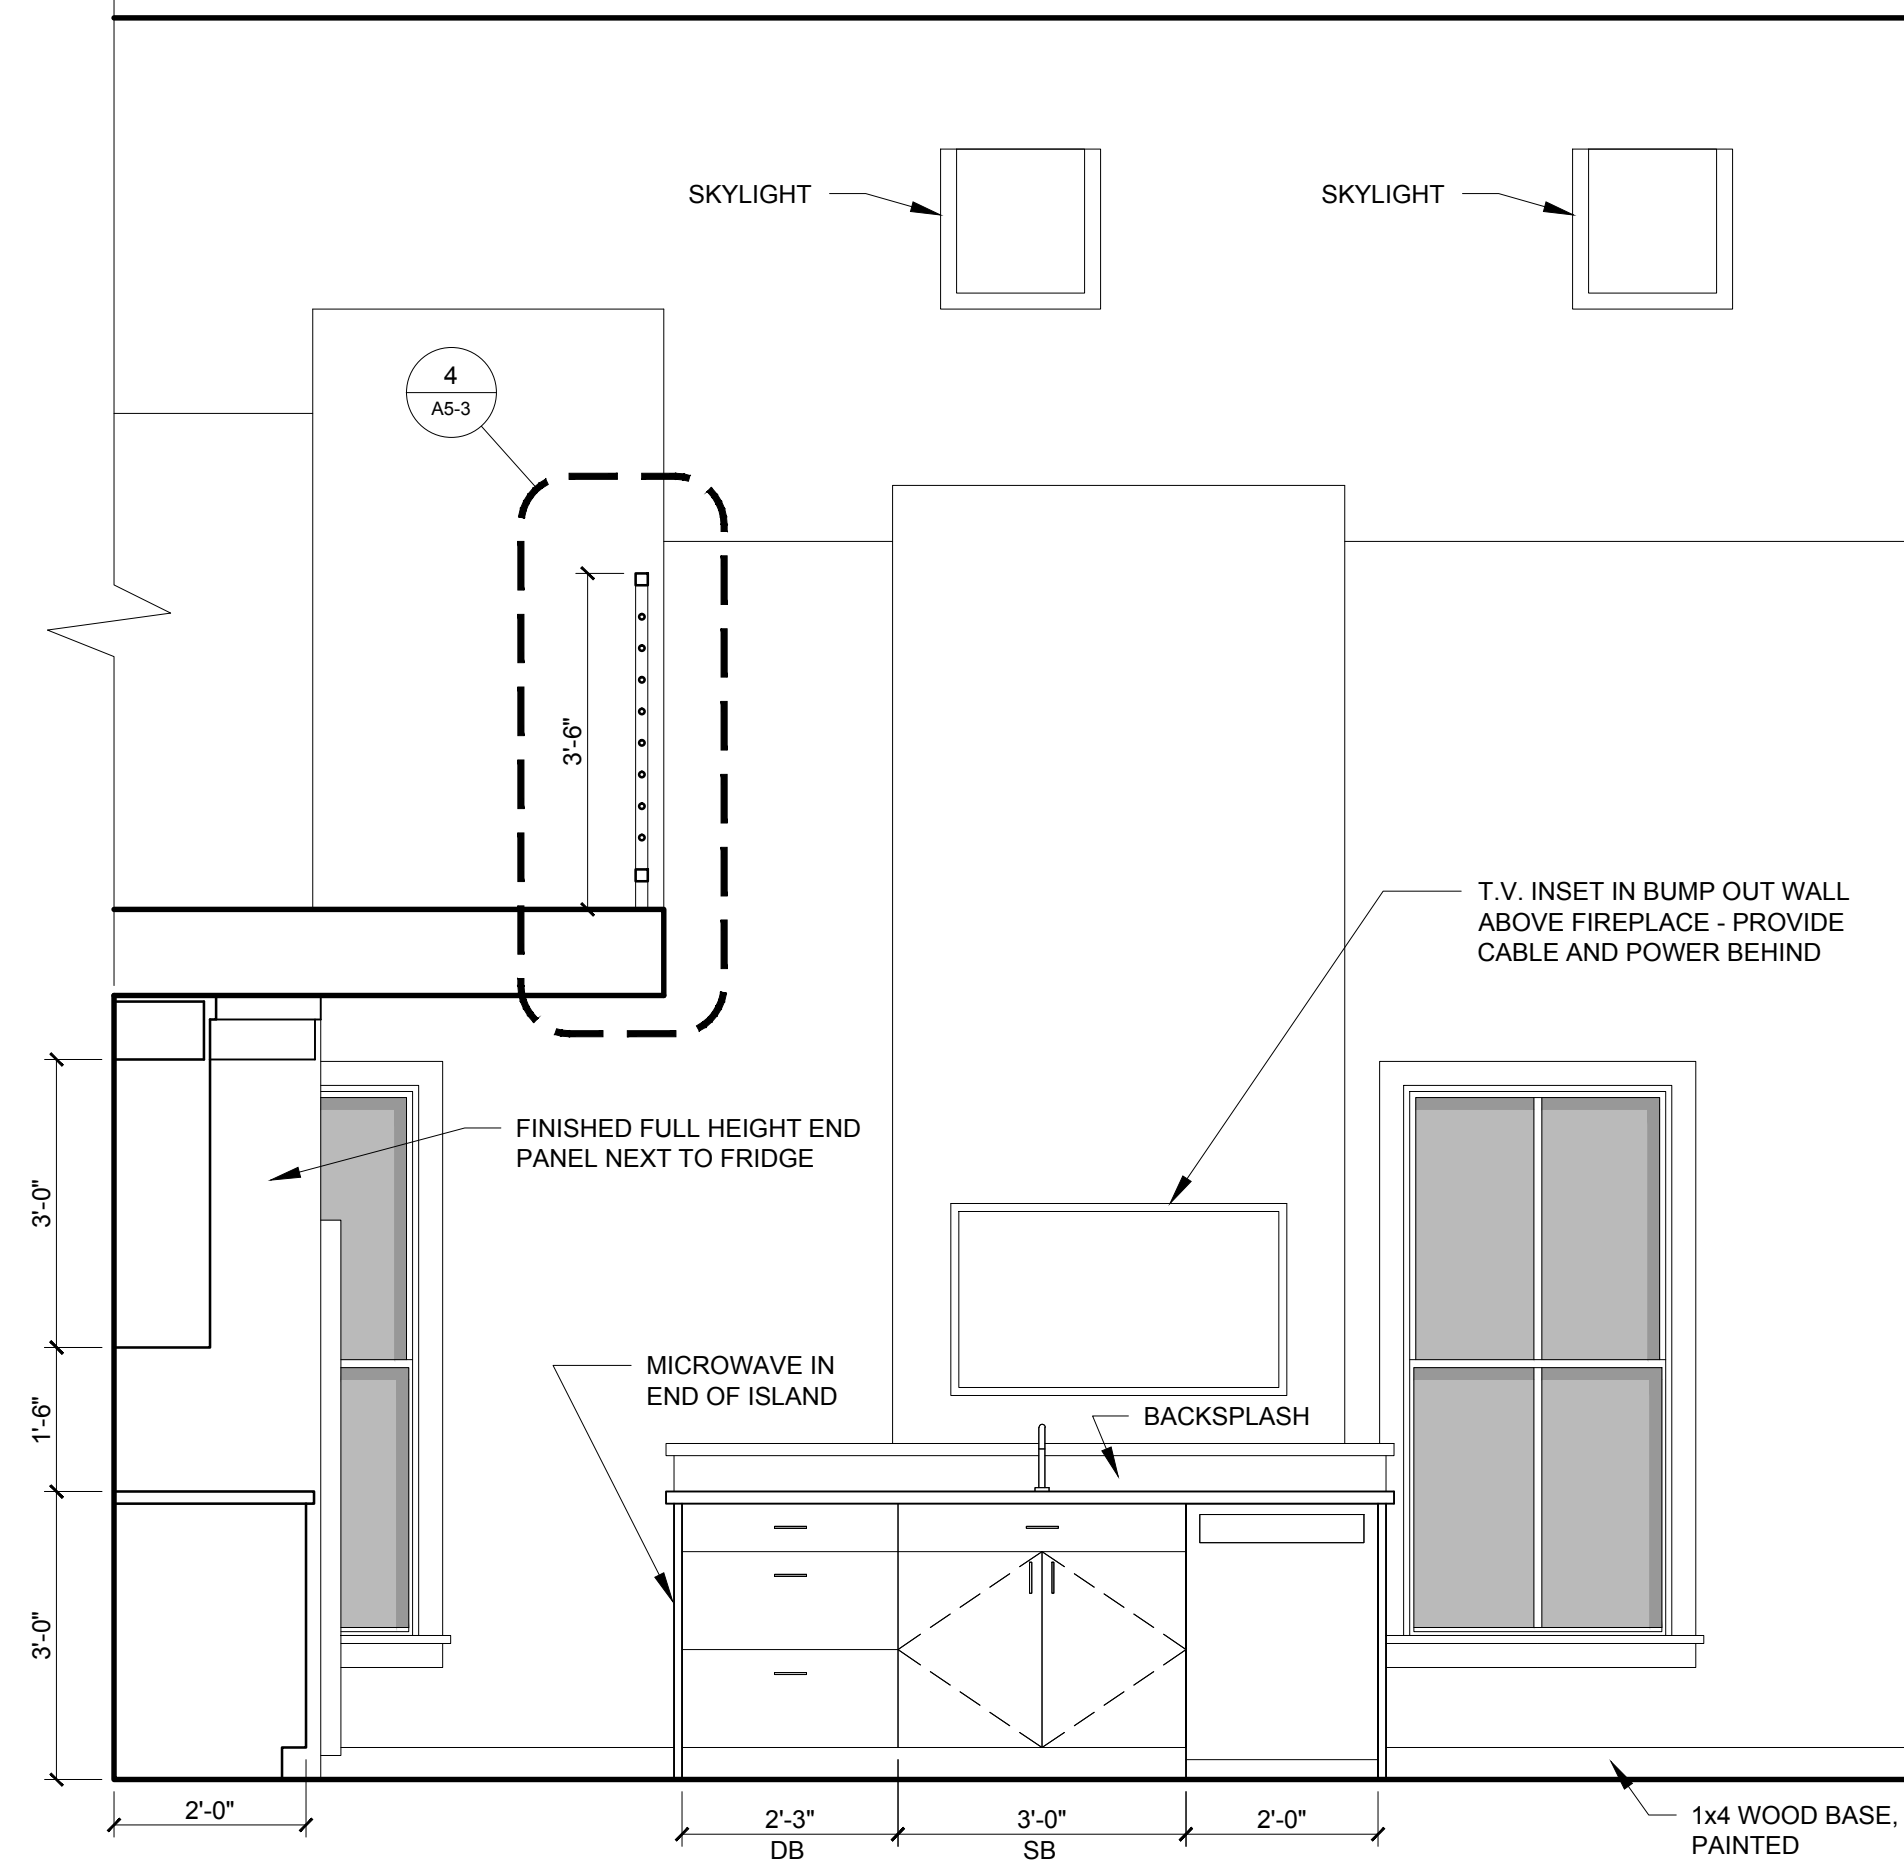 SKYLIGHT
SKYLIGHT
4
A5-3
3'-6"
T.V. INSET IN BUMP OUT WALL
ABOVE FIREPLACE - PROVIDE
CABLE AND POWER BEHIND
FINISHED FULL HEIGHT END
PANEL NEXT TO FRIDGE
3'-0"
MICROWAVE IN
END OF ISLAND
BACKSPLASH
1'-6"
3'-0"
2'-0"
2'-3"
DB
3'-0"
SB
2'-0"
1x4 WOOD BASE,
PAINTED